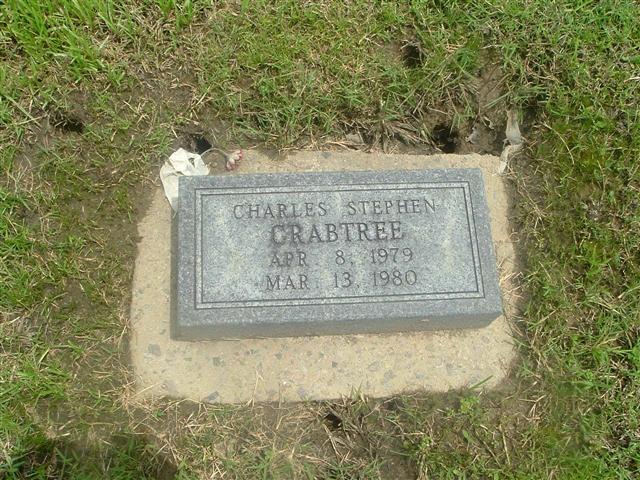 CHARLES STEPHEN
CRABTREE
APR 8, 1979
MAR 13, 1980